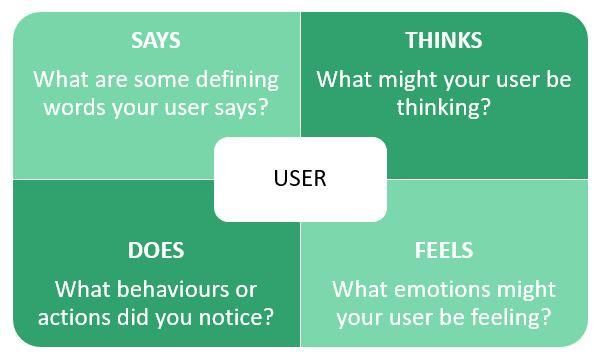 SAYS
What are some defining
words your user says?
THINKS
What might your user be
thinking?
USER
DOES
What behaviours or
actions did you notice?
FEELS
What emotions might
your user be feeling?